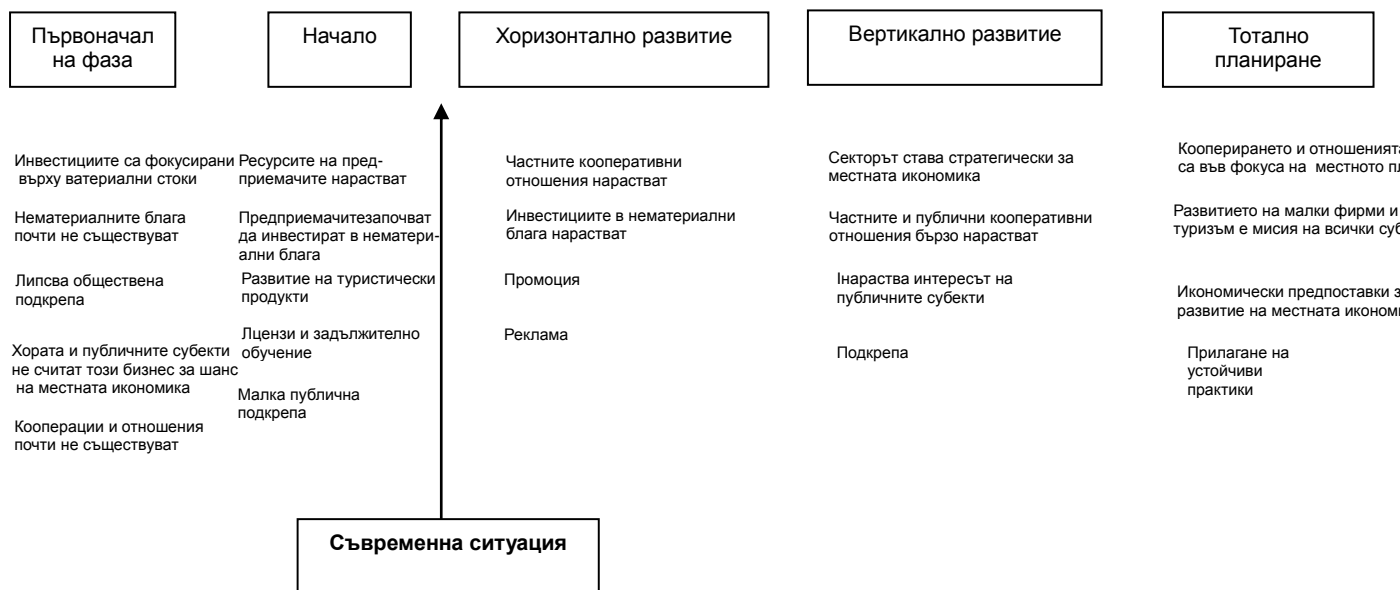 Първоначал
на фаза
Начало
Хоризонтално развитие
Вертикално развитие
Тотално
планиране
Инвестициите са фокусирани
върху ватериални стоки
Нематериалните блага
почти не съществуват
Липсва обществена
подкрепа
Хората и публичните субекти
не считат този бизнес за шанс
на местната икономика
Кооперации и отношения
почти не съществуват
Ресурсите на пред-
приемачите нарастват
Предприемачитезапочват
да инвестират в нематери-
ални блага
Развитие на туристически
продукти
Лцензи и задължително
обучение
Малка публична
подкрепа
Частните кооперативни
отношения нарастват
Инвестициите в нематериални
блага нарастват
Промоция
Реклама
Секторът става стратегически за
местната икономика
Частните и публични кооперативни
отношения бързо нарастват
Інараства интересът на
публичните субекти
Подкрепа
Кооперирането и отношенията
са във фокуса на местното
Развитието на малки фирми и
туризъм е мисия на всички
Икономически предпоставки
развитие на местната
Прилагане на
устойчиви
практики
Съвременна ситуация